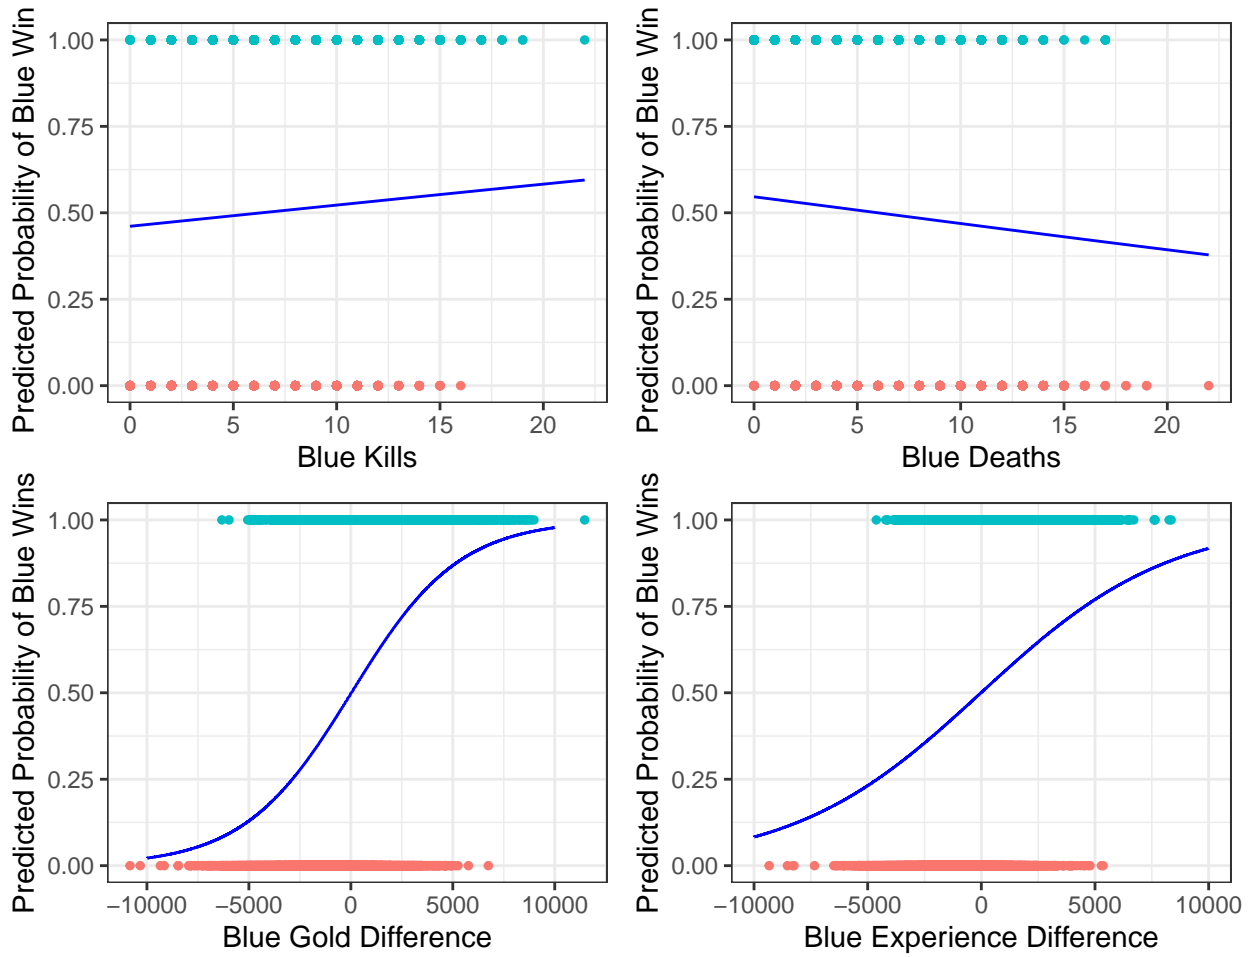 Predicted Probability of Blue Win
1.00
0.75
0.50
0.25
0.00
0 5 10 15 20
Blue Kills
Predicted Probability of Blue Win
1.00
0.75
0.50
0.25
0.00
0 5 10 15 20
Blue Deaths
Predicted Probability of Blue Wins
1.00
0.75
0.50
0.25
0.00
−10000 −5000 0 5000 10000
Blue Gold Difference
Predicted Probability of Blue Wins
1.00
0.75
0.50
0.25
0.00
−10000 −5000 0 5000 10000
Blue Experience Difference